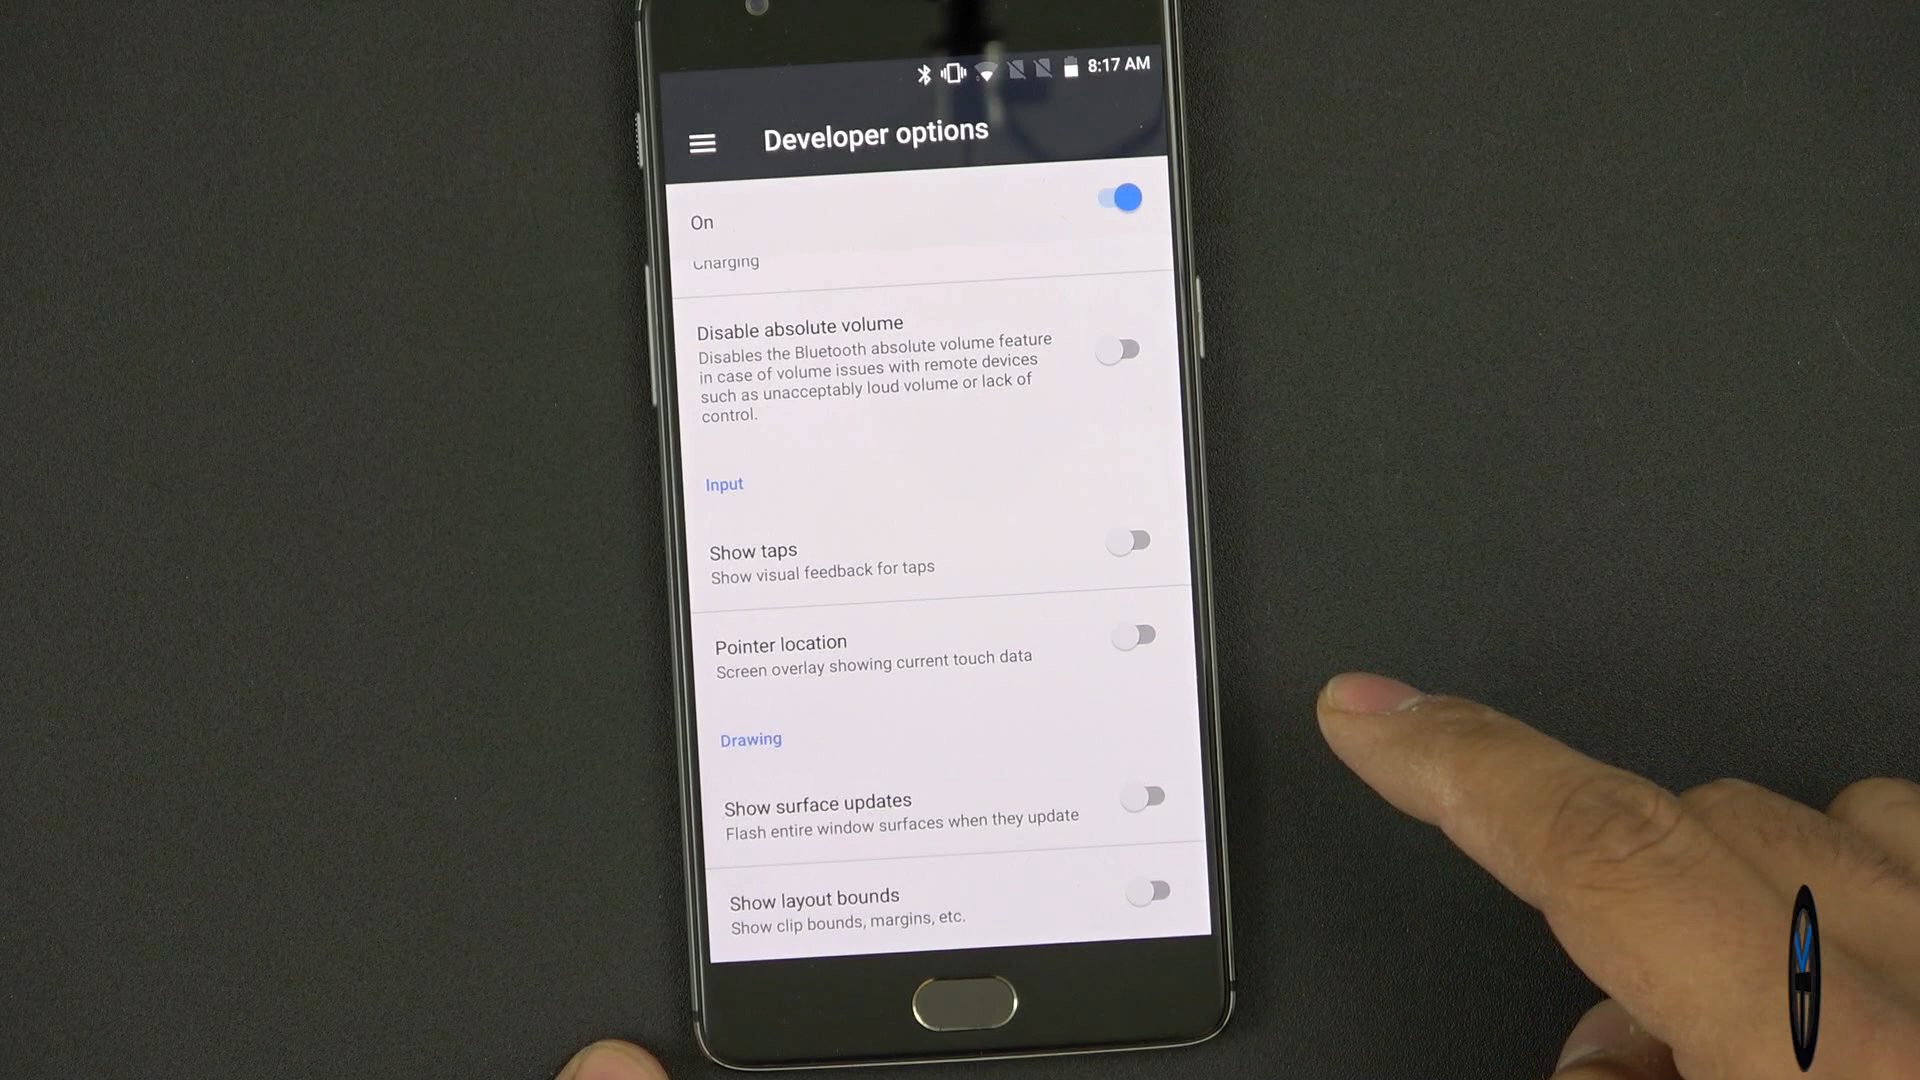 8:17 AM
Developer options
On
Charging
Disable absolute volume
Disables the Bluetooth absolute volume feature
in case of volume issues with remote devices
such as unacceptably loud volume or lack of
control.
Input
Show taps
Show visual feedback for taps
Pointer location
Screen overlay showing current touch data
Drawing
Show surface updates
Flash entire window surfaces when they update
Show layout bounds
Show clip bounds, margins, etc.